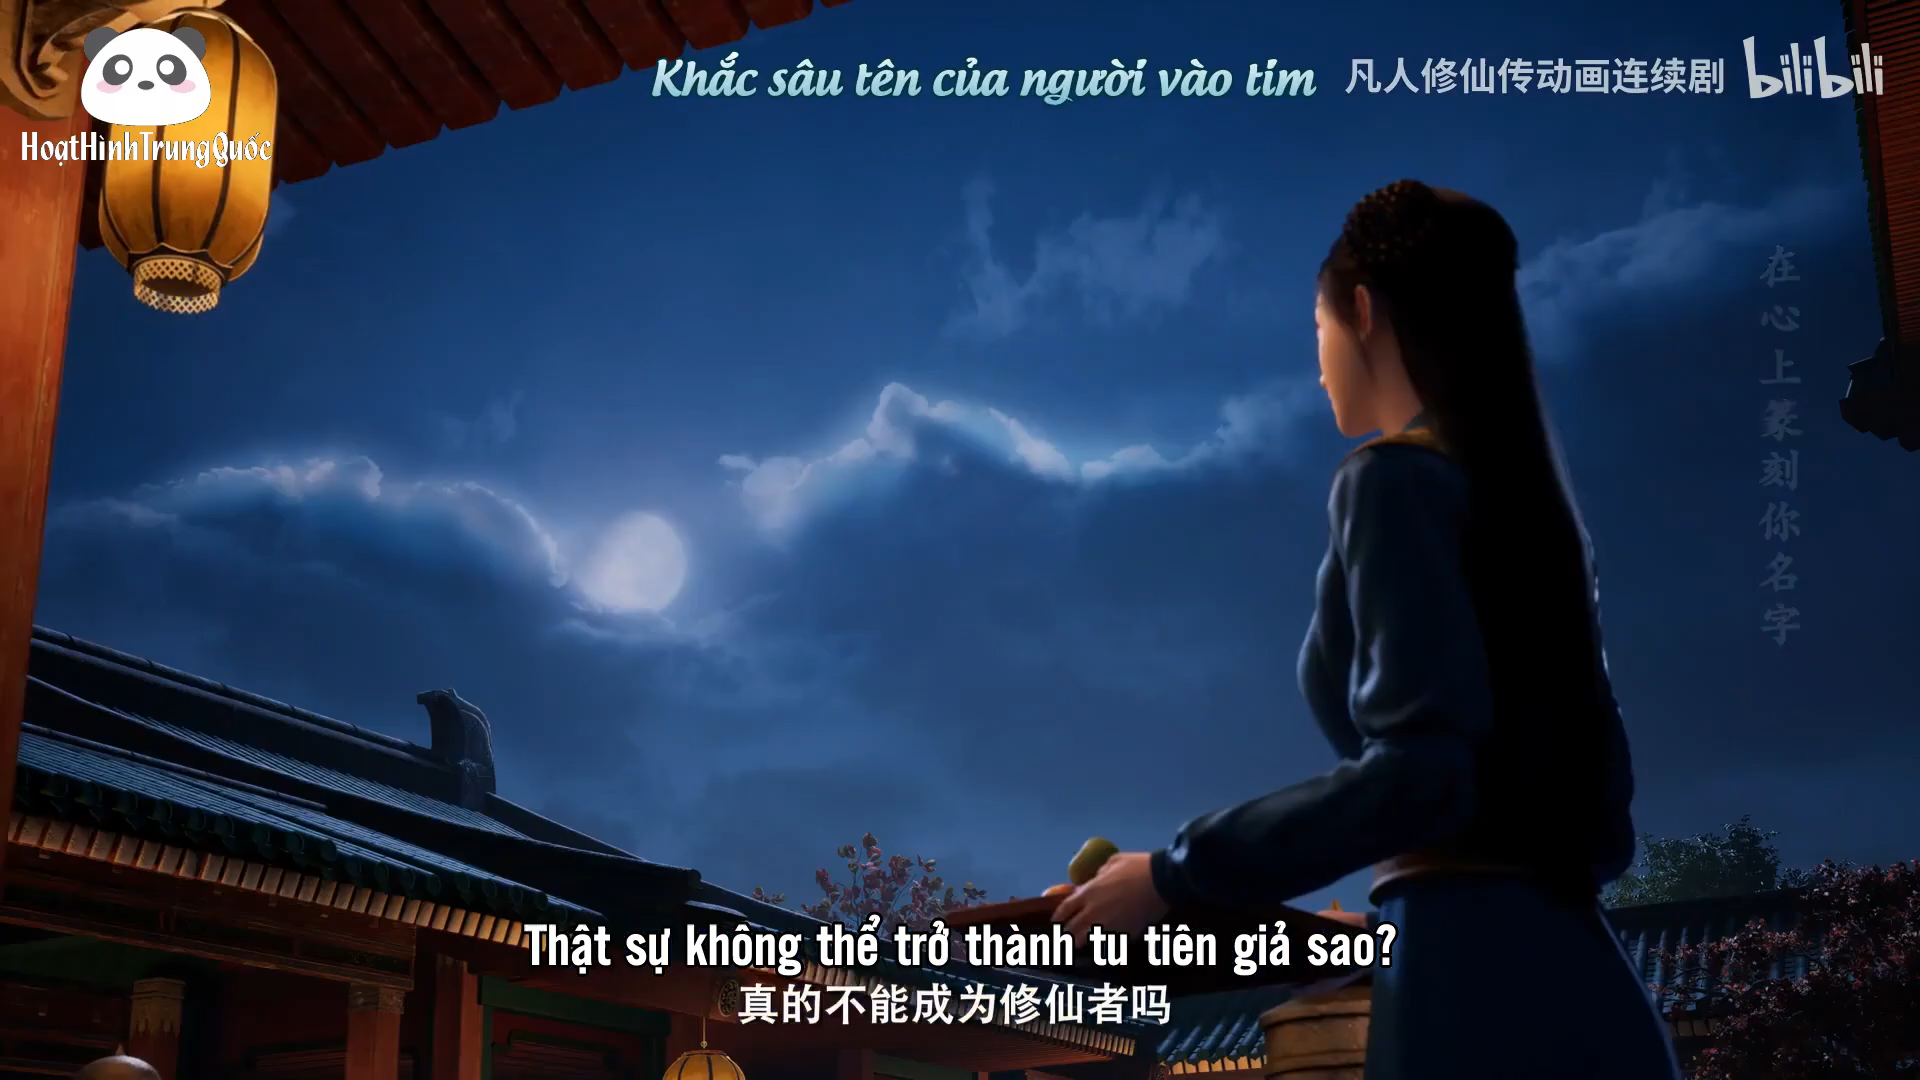 Khắc sâu tên của người vào tim
凡人修仙传动画连续剧
bilibili
HoạtHìnhTrungQuốc
在心上篆刻你名字
Thật sự không thể trở thành tu tiên giả sao?
真的不能成为修仙者吗